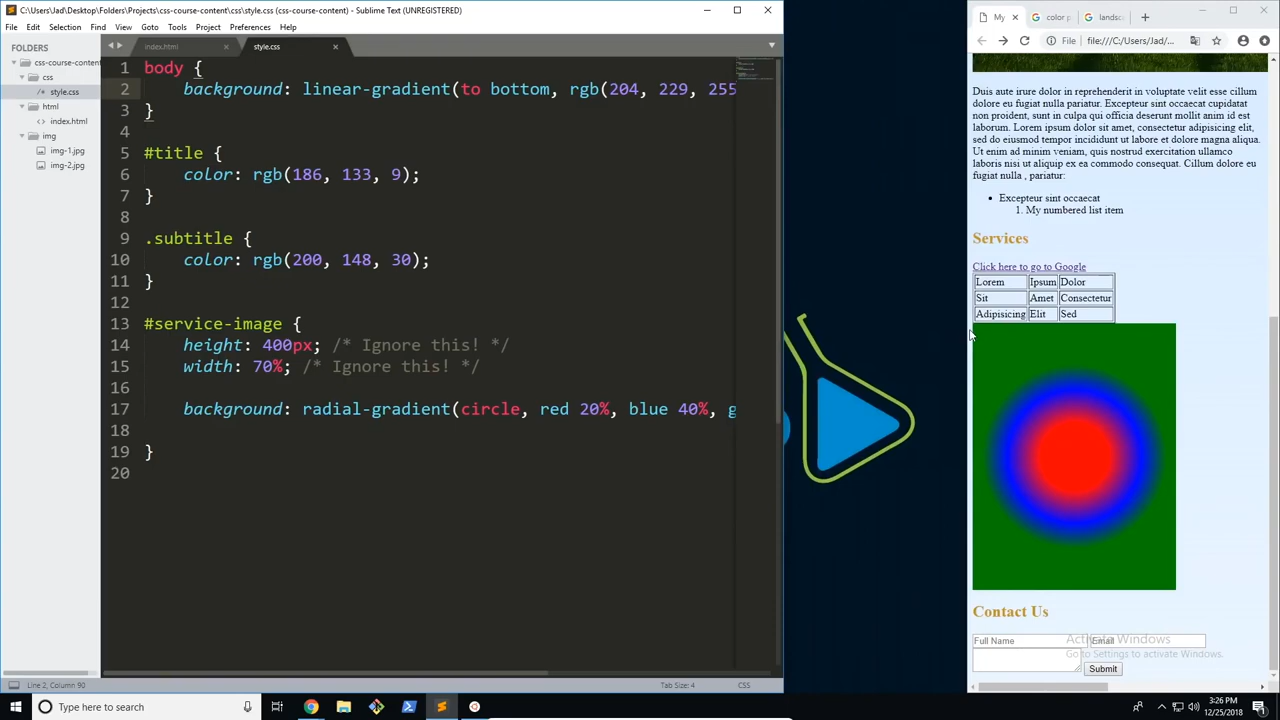 C:\Users\Jad\Desktop\Folders\Projects\css-course-content\css\style.css (css-course-content) - Sublime Text (UNREGISTERED)
File Edit Selection Find View Goto Tools Project Preferences Help
FOLDERS
css-course-conten
css
/* style.css
html
<> index.html
img
img-1.jpg
img-2.jpg
index.html × style.css ×
1 body {
2 background: linear-gradient(to bottom, rgb(204, 229, 255
3 }
4
5 #title {
6 color: rgb(186, 133, 9);
7 }
8
9 .subtitle {
10 color: rgb(200, 148, 30);
11 }
12
13 #service-image {
14 height: 400px; /* Ignore this! */
15 width: 70%; /* Ignore this! */
16
17 background: radial-gradient(circle, red 20%, blue 40%, g
18
19 }
20
Line 2, Column 90 Tab Size: 4 CSS
My × color p landsc
File | file:///C:/Users/Jad/...
Duis aute irure dolor in reprehenderit in voluptate velit esse cillum
dolore eu fugiat nulla pariatur. Excepteur sint occaecat cupidatat
non proident, sunt in culpa qui officia deserunt mollit anim id est
laborum. Lorem ipsum dolor sit amet, consectetur adipisicing elit,
sed do eiusmod tempor incididunt ut labore et dolore magna aliqua.
Ut enim ad minim veniam, quis nostrud exercitation ullamco
laboris nisi ut aliquip ex ea commodo consequat. Cillum dolore eu
fugiat nulla , pariatur:
• Excepteur sint occaecat
1. My numbered list item
Services
Click here to go to Google
Lorem Ipsum Dolor
Sit Amet Consectetur
Adipisicing Elit Sed
Contact Us
Full Name Email
Submit
Activate Windows
Go to Settings to activate Windows.
Type here to search
3:26 PM
12/25/2018